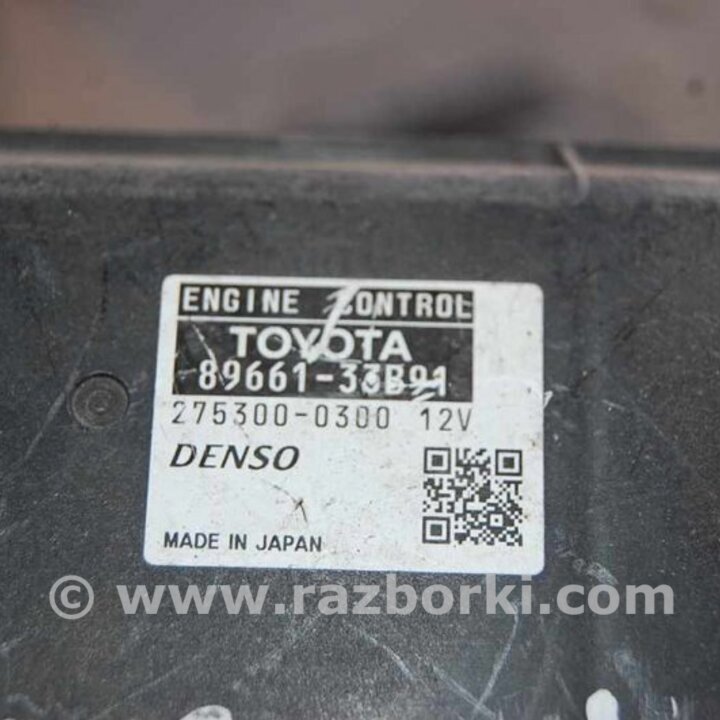 ENGINE CONTROL
TOYOTA
89661-33B91
275300-0300 12V
DENSO
MADE IN JAPAN
© www.razborki.com